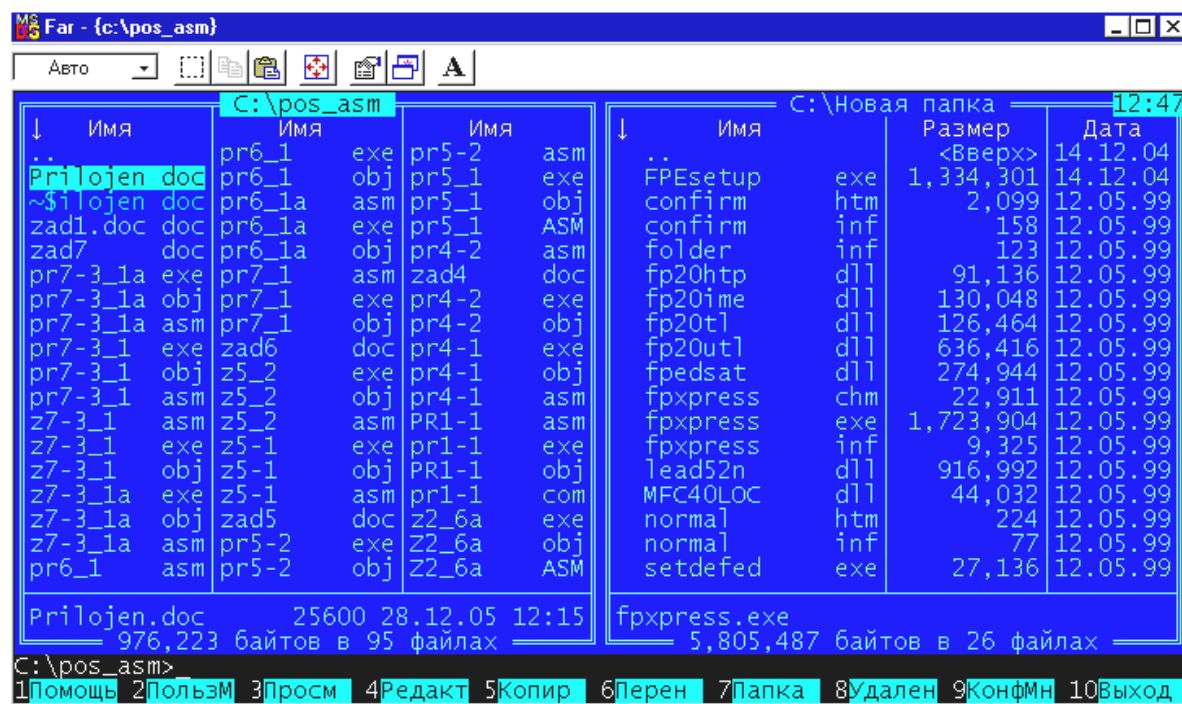 Far - {c:\pos_asm}
Авто A
C:\pos_asm C:\Новая папка 12:47
↓ Имя Имя Имя ↓ Имя Размер Дата
.. pr6_1 exe pr5-2 asm .. <Вверх> 14.12.04
Prilojen doc pr6_1 obj pr5_1 exe FPEsetup exe 1,334,301 14.12.04
~$ilojen doc pr6_1a asm pr5_1 obj confirm htm 2,099 12.05.99
zad1.doc doc pr6_1a exe pr5_1 ASM confirm inf 158 12.05.99
zad7 doc pr6_1a obj pr4-2 asm folder inf 123 12.05.99
pr7-3_1a exe pr7_1 asm zad4 doc fp20htp dll 91,136 12.05.99
pr7-3_1a obj pr7_1 exe pr4-2 exe fp20ime dll 130,048 12.05.99
pr7-3_1a asm pr7_1 obj pr4-2 obj fp20tl dll 126,464 12.05.99
pr7-3_1 exe zad6 doc pr4-1 exe fp20utl dll 636,416 12.05.99
pr7-3_1 obj z5_2 exe pr4-1 obj fpedsat dll 274,944 12.05.99
pr7-3_1 asm z5_2 obj pr4-1 asm fpxpress chm 22,911 12.05.99
z7-3_1 asm z5_2 asm PR1-1 asm fpxpress exe 1,723,904 12.05.99
z7-3_1 exe z5-1 exe pr1-1 exe fpxpress inf 9,325 12.05.99
z7-3_1 obj z5-1 obj PR1-1 obj lead52n dll 916,992 12.05.99
z7-3_1a exe z5-1 asm pr1-1 com MFC40LOC dll 44,032 12.05.99
z7-3_1a obj zad5 doc z2_6a exe normal htm 224 12.05.99
z7-3_1a asm pr5-2 exe Z2_6a obj normal inf 77 12.05.99
pr6_1 asm pr5-2 obj Z2_6a ASM setdefed exe 27,136 12.05.99
Prilojen.doc 25600 28.12.05 12:15 fpxpress.exe
976,223 байтов в 95 файлах 5,805,487 байтов в 26 файлах
C:\pos_asm>_
1Помощь 2ПользМ 3Просм 4Редакт 5Копир 6Перен 7Папка 8Удален 9КонфМн 10Выход